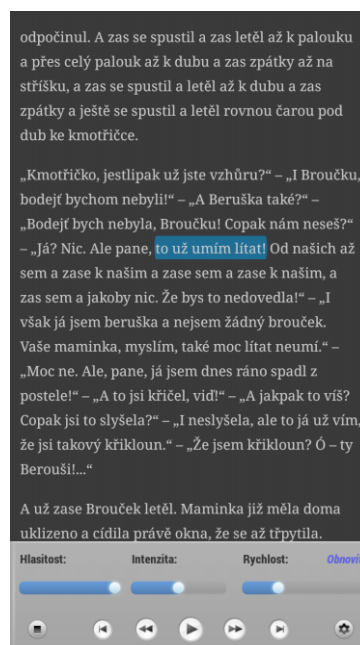 odpočinul. A zas se spustil a zas letěl až k palouku
a přes celý palouk až k dubu a zas zpátky až na
stříšku, a zas se spustil a letěl až k dubu a zas
zpátky a ještě se spustil a letěl rovnou čarou pod
dub ke kmotřičce.
„Kmotřičko, jestlipak už jste vzhůru?“ – „I Broučku,
bodejť bychom nebyli!“ – „A Beruška také?“ –
„Bodejť bych nebyla, Broučku! Copak nám neseš?“
– „Já? Nic. Ale pane, to už umím lítat! Od našich až
sem a zase k našim a zase sem a zase k našim, a
zas sem a jakoby nic. Že bys to nedovedla!“ – „I
však já jsem beruška a nejsem žádný brouček.
Vaše maminka, myslím, také moc lítat neumí.“ –
„Moc ne. Ale, pane, já jsem dnes ráno spadl z
postele!“ – „A to jsi křičel, viď!“ – „A jakpak to víš?
Copak jsi to slyšela?“ – „I neslyšela, ale to já už vím,
že jsi takový křikloun.“ – „Že jsem křikloun? Ó – ty
Berouši!...“
A už zase Brouček letěl. Maminka již měla doma
uklizeno a cídila právě okna, že se až třpytila.
Hlasitost: Intenzita: Rychlost: Obnovit